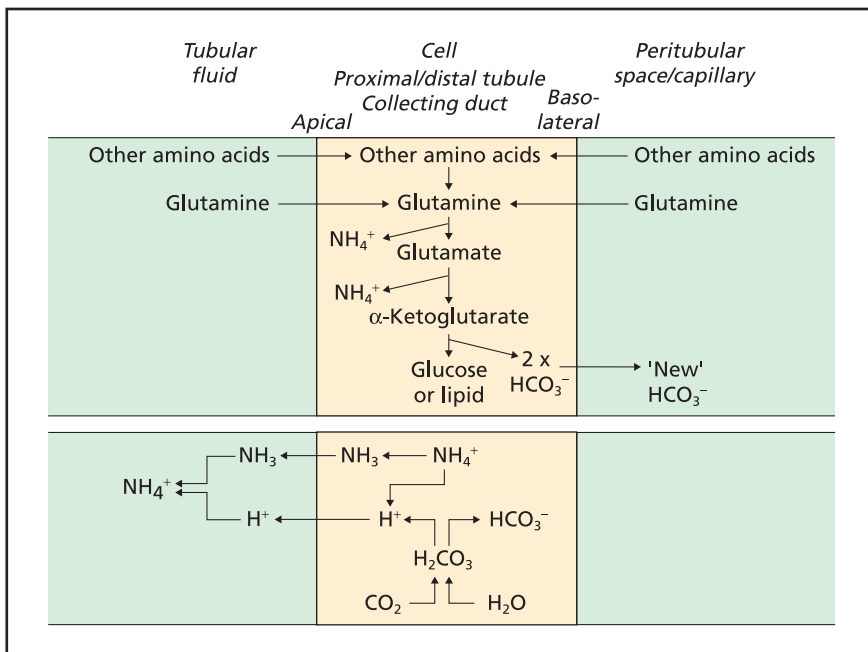 Tubular fluid
Cell
Proximal/distal tubule
Collecting duct
Peritubular space/capillary
Apical
Baso-lateral
Other amino acids
Other amino acids
Other amino acids
Glutamine
Glutamine
Glutamine
NH₄⁺
Glutamate
NH₄⁺
α-Ketoglutarate
Glucose or lipid
2 x HCO₃⁻
'New' HCO₃⁻
NH₃
NH₃
NH₄⁺
NH₄⁺
H⁺
H⁺
HCO₃⁻
H₂CO₃
CO₂
H₂O